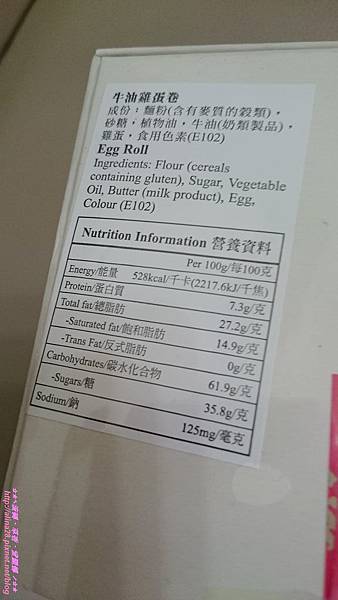 牛油雞蛋卷
成份：麵粉(含有麥質的穀類)，
砂糖，植物油，牛油(奶類製品)，
雞蛋，食用色素(E102)
Egg Roll
Ingredients: Flour (cereals
containing gluten), Sugar, Vegetable
Oil, Butter (milk product), Egg,
Colour (E102)
Nutrition Information 營養資料
Per 100g/每100克
Energy/能量 528kcal/千卡(2217.6kJ/千焦)
Protein/蛋白質 7.3g/克
Total fat/總脂肪 27.2g/克
-Saturated fat/飽和脂肪 14.9g/克
-Trans Fat/反式脂肪 0g/克
Carbohydrates/碳水化合物 61.9g/克
-Sugars/糖 35.8g/克
Sodium/鈉 125mg/毫克
http://alina78.pixnet.net/blog